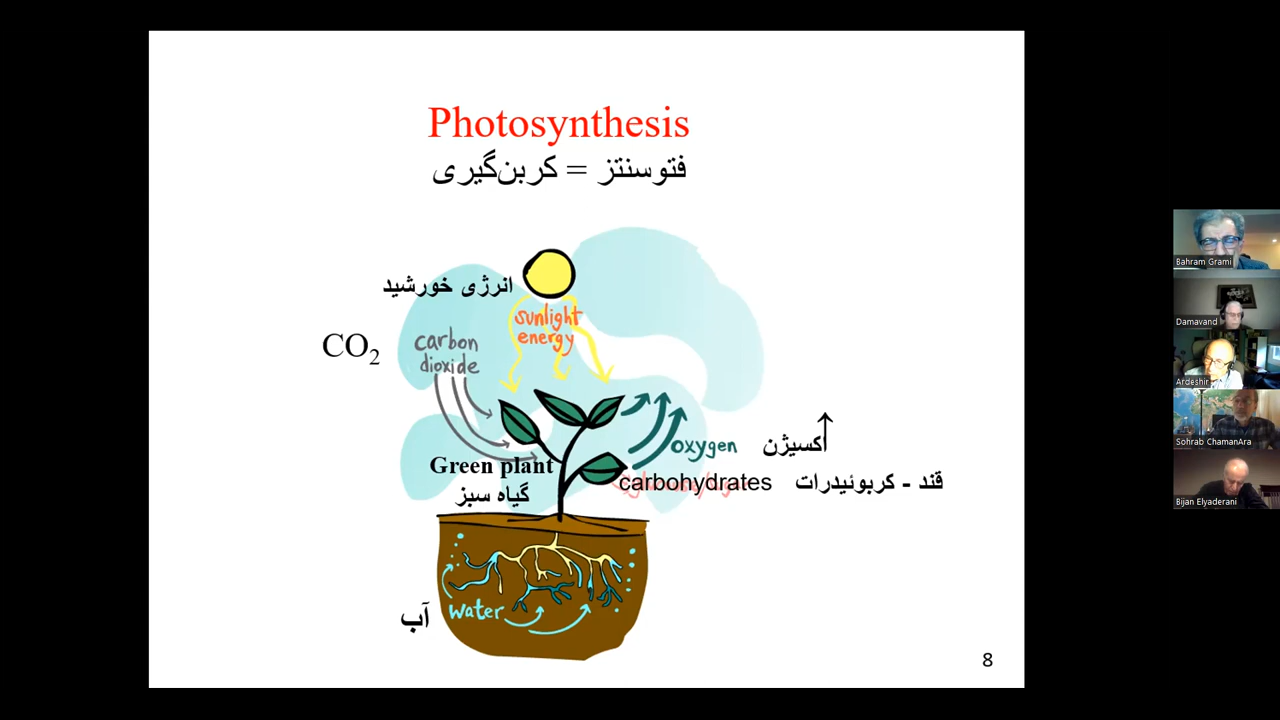 Photosynthesis
فتوسنتز = کربن‌گیری
انرژی خورشید
sunlight
energy
CO₂
carbon
dioxide
oxygen
اکسیژن
Green plant
گیاه سبز
carbohydrates
قند - کربوئیدرات
water
آب
8
Bahram Grami
Damavand
Ardeshir
Sohrab ChamanAra
Bijan Elyaderani